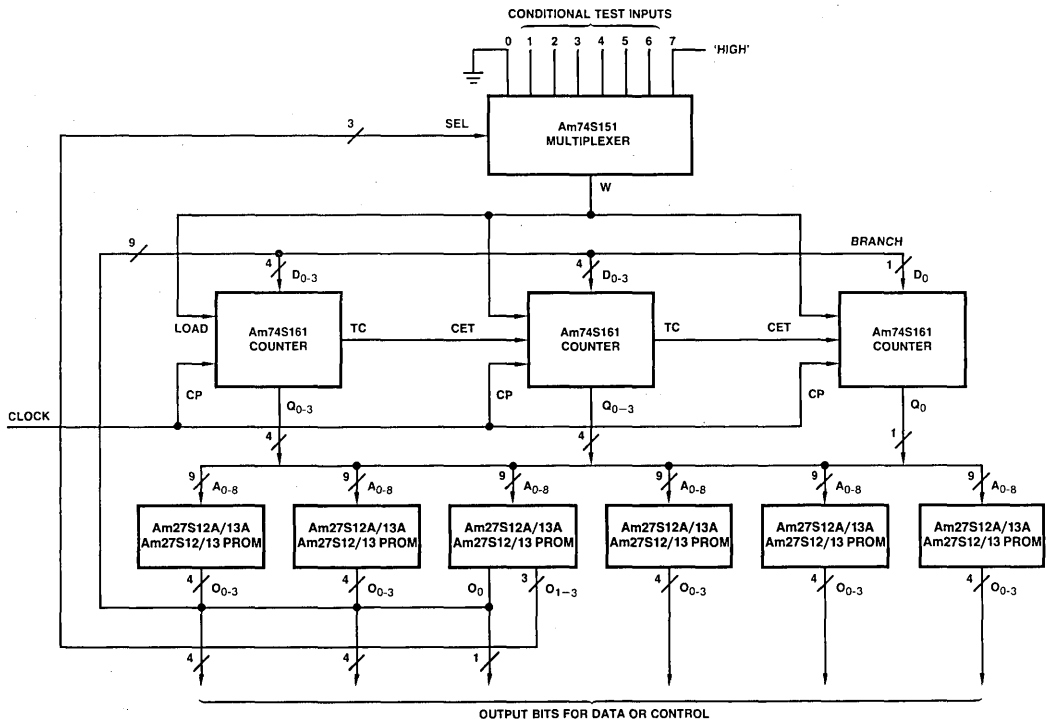 CONDITIONAL TEST INPUTS
0 1 2 3 4 5 6 7
'HIGH'
3
SEL
Am74S151
MULTIPLEXER
W
9
BRANCH
4
D0-3
4
D0-3
1
D0
LOAD
Am74S161
COUNTER
TC
CET
Am74S161
COUNTER
TC
CET
Am74S161
COUNTER
CP
CP
CP
CLOCK
Q0-3
Q0-3
Q0
4
4
1
9
A0-8
9
A0-8
9
A0-8
9
A0-8
9
A0-8
9
A0-8
Am27S12A/13A
Am27S12/13 PROM
Am27S12A/13A
Am27S12/13 PROM
Am27S12A/13A
Am27S12/13 PROM
Am27S12A/13A
Am27S12/13 PROM
Am27S12A/13A
Am27S12/13 PROM
Am27S12A/13A
Am27S12/13 PROM
4
O0-3
4
O0-3
O0
3
O1-3
4
O0-3
4
O0-3
4
O0-3
4
4
1
OUTPUT BITS FOR DATA OR CONTROL